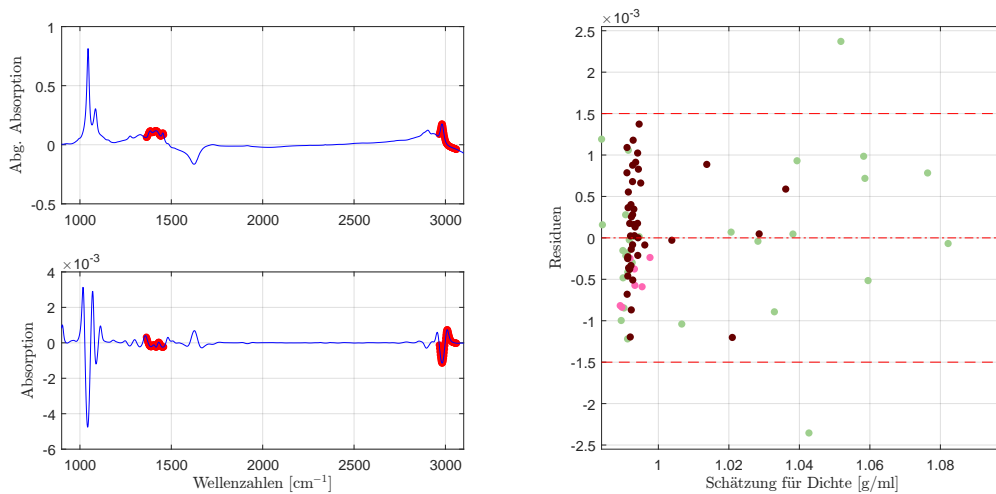 1
0.5
0
-0.5
Abg. Absorption
1000 1500 2000 2500 3000
×10⁻³
4
2
0
-2
-4
-6
Absorption
1000 1500 2000 2500 3000
Wellenzahlen [cm⁻¹]
×10⁻³
2.5
2
1.5
1
0.5
0
-0.5
-1
-1.5
-2
-2.5
Residuen
1 1.02 1.04 1.06 1.08
Schätzung für Dichte [g/ml]